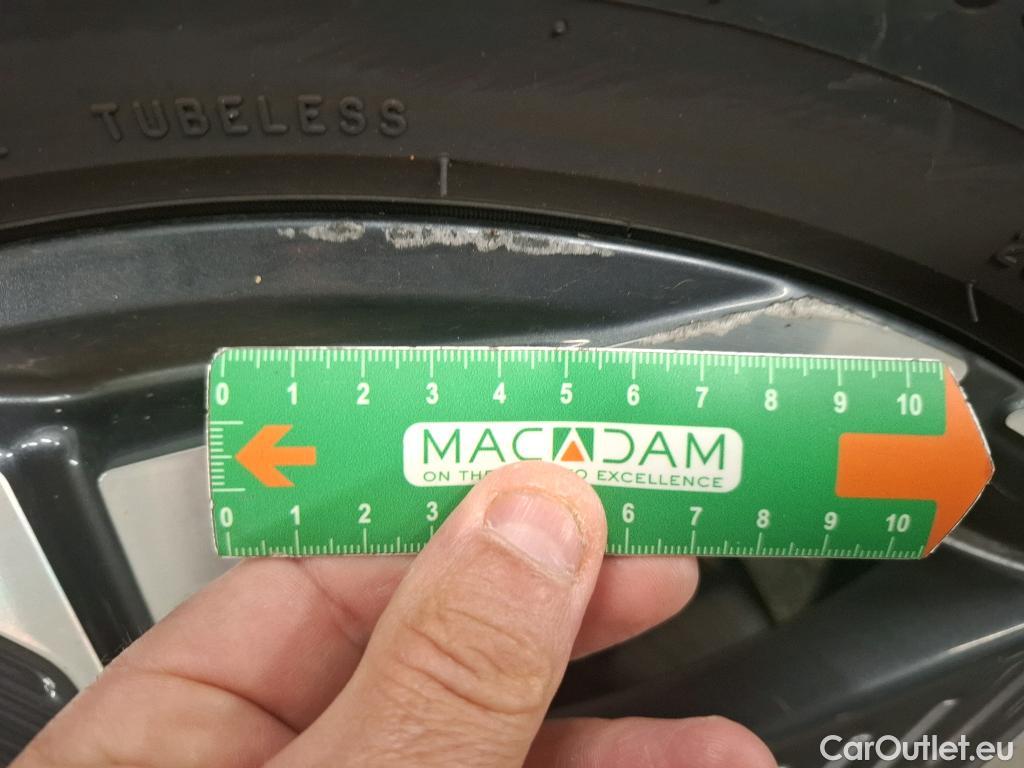 TUBELESS
0 1 2 3 4 5 6 7 8 9 10
MACADAM
ON THE EXCELLENCE
0 1 2 3 6 7 8 9 10
CarOutlet.eu